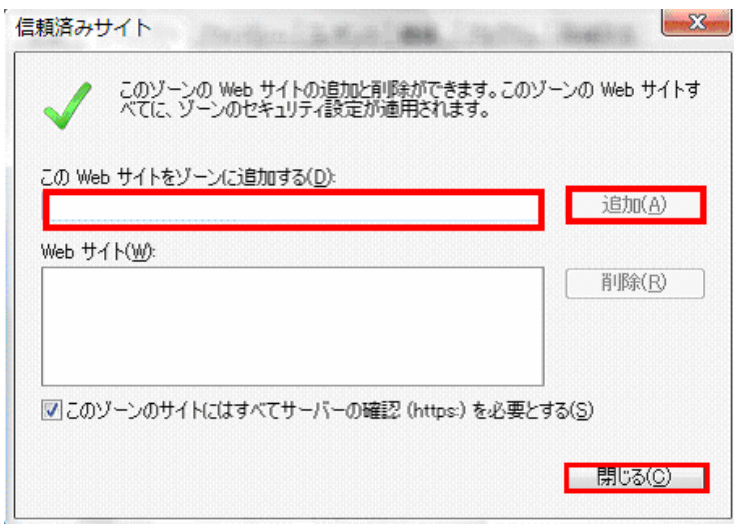 信頼済みサイト
このゾーンの Web サイトの追加と削除ができます。このゾーンの Web サイトす
べてに、ゾーンのセキュリティ設定が適用されます。
この Web サイトをゾーンに追加する(D):
追加(A)
Web サイト(W):
削除(R)
このゾーンのサイトにはすべてサーバーの確認 (https:) を必要とする(S)
閉じる(C)